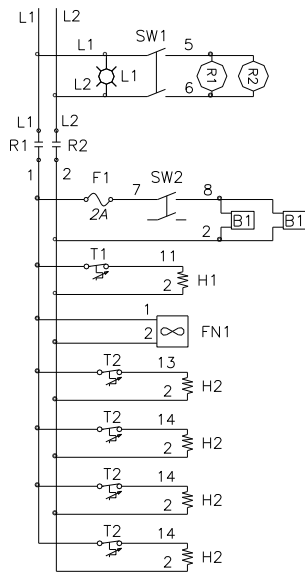 L1 L2
L1 SW1 5
L2 L1 R1 R2
6
L1 L2
R1 R2
1 2
F1 7 SW2 8
2A B1 B1
2
T1 11
2 H1
1
2 FN1
T2 13
2 H2
T2 14
2 H2
T2 14
2 H2
T2 14
2 H2